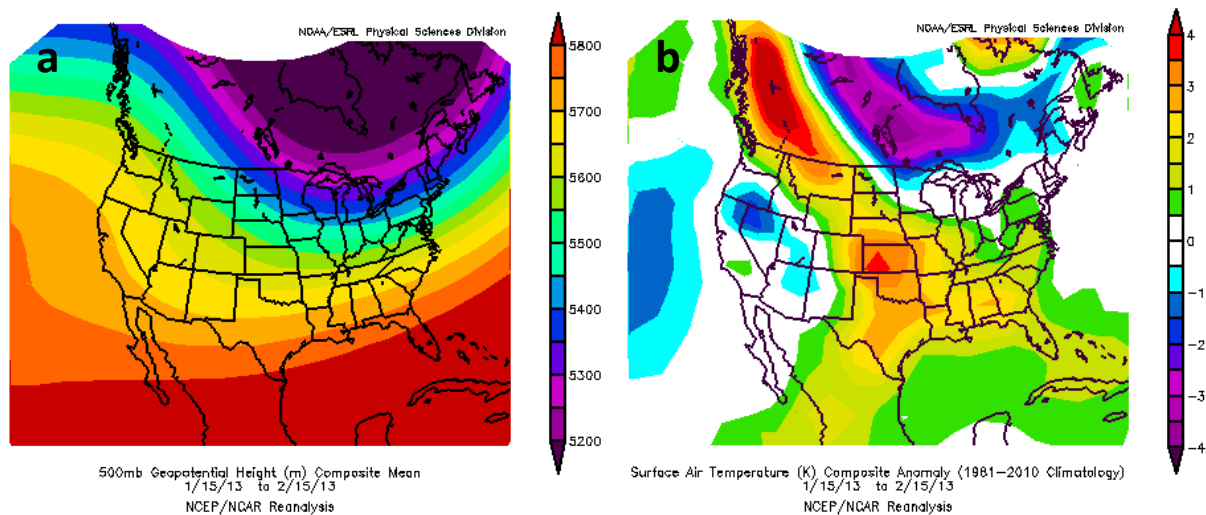 NOAA/ESRL Physical Sciences Division
a
5800
5700
5600
5500
5400
5300
5200
500mb Geopotential Height (m) Composite Mean
1/15/13 to 2/15/13
NCEP/NCAR Reanalysis
NOAA/ESRL Physical Sciences Division
b
4
3
2
1
0
−1
−2
−3
−4
Surface Air Temperature (K) Composite Anomaly (1981−2010 Climatology)
1/15/13 to 2/15/13
NCEP/NCAR Reanalysis